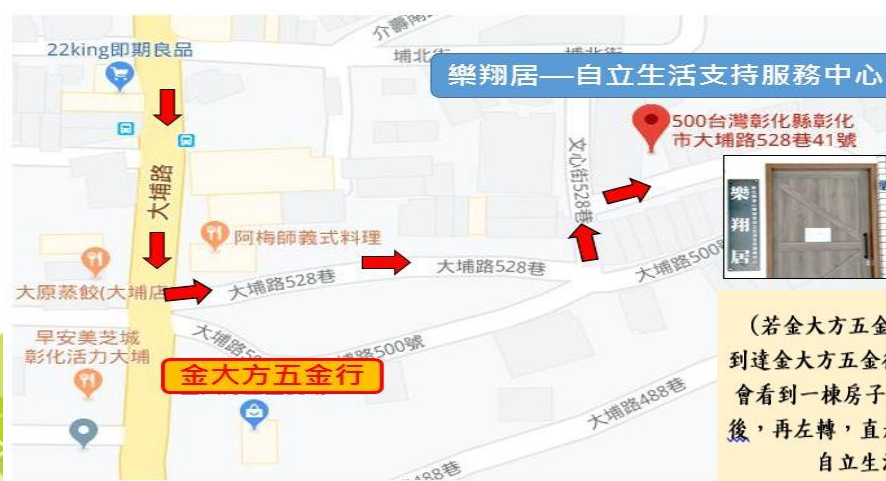 介壽南
22king即期良品
埔北街
埔北街
樂翔居—自立生活支持服務中心
500台灣彰化縣彰化
市大埔路528巷41號
大埔路
文心街528巷
樂翔居
阿梅師義式料理
大埔路528巷
大埔路528巷
大埔路500號
大原蒸餃(大埔店
早安美芝城
彰化活力大埔
大埔路5
路500號
金大方五金行
大埔路488巷
488巷
（若金大方五金
到達金大方五金行
會看到一棟房子
後，再左轉，直
自立生活